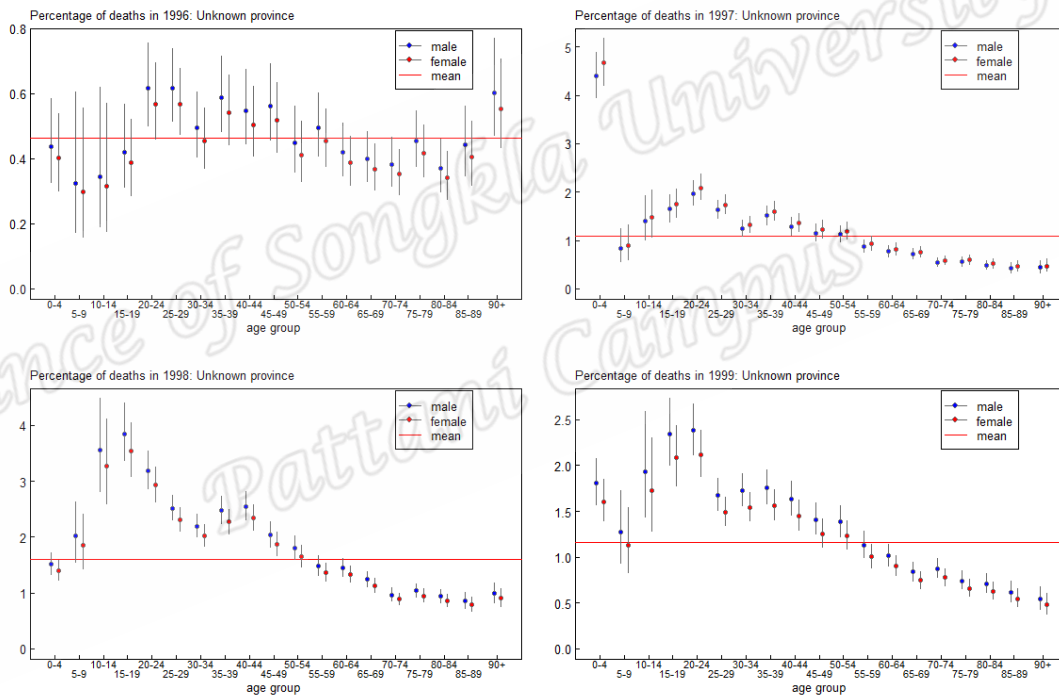 Percentage of deaths in 1996: Unknown province
0.8
0.6
0.4
0.2
0.0
male
female
mean
0-4 10-14 20-24 30-34 40-44 50-54 60-64 70-74 80-84 90+
5-9 15-19 25-29 35-39 45-49 55-59 65-69 75-79 85-89
age group
Percentage of deaths in 1997: Unknown province
5
4
3
2
1
0
male
female
mean
0-4 10-14 20-24 30-34 40-44 50-54 60-64 70-74 80-84 90+
5-9 15-19 25-29 35-39 45-49 55-59 65-69 75-79 85-89
age group
Percentage of deaths in 1998: Unknown province
4
3
2
1
0
male
female
mean
0-4 10-14 20-24 30-34 40-44 50-54 60-64 70-74 80-84 90+
5-9 15-19 25-29 35-39 45-49 55-59 65-69 75-79 85-89
age group
Percentage of deaths in 1999: Unknown province
2.5
2.0
1.5
1.0
0.5
0.0
male
female
mean
0-4 10-14 20-24 30-34 40-44 50-54 60-64 70-74 80-84 90+
5-9 15-19 25-29 35-39 45-49 55-59 65-69 75-79 85-89
age group
of Songkla University
Pattani Campus